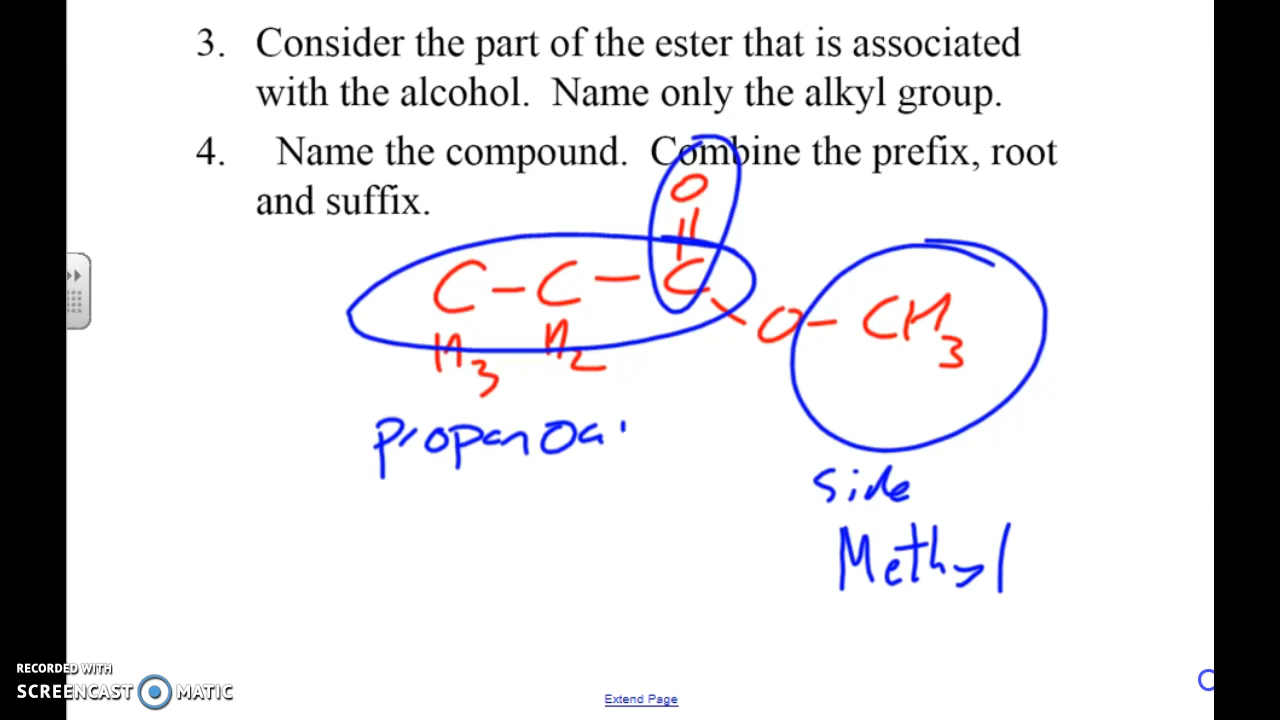 3. Consider the part of the ester that is associated
with the alcohol. Name only the alkyl group.
4. Name the compound. Combine the prefix, root
and suffix.
O
||
C - C - C
O - CH3
H3 H2
propanoa
side
Methyl
RECORDED WITH
SCREENCAST MATIC
Extend Page